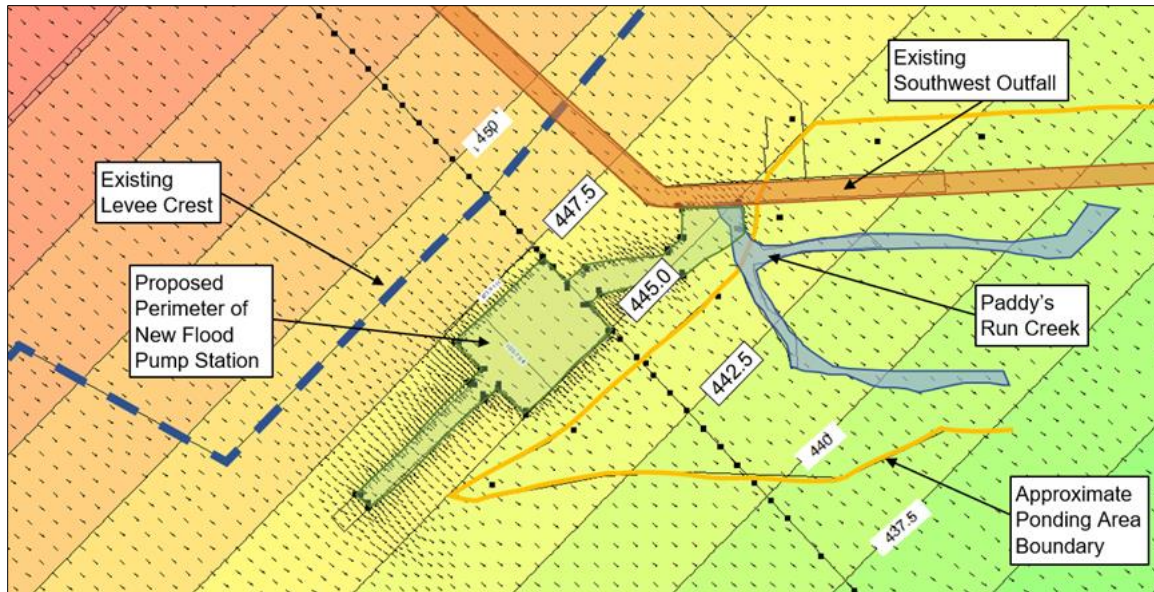 Existing
Southwest Outfall
450
Existing
Levee Crest
447.5
Proposed
Perimeter of
New Flood
Pump Station
445.0
Paddy's
Run Creek
442.5
440
Approximate
Ponding Area
Boundary
437.5